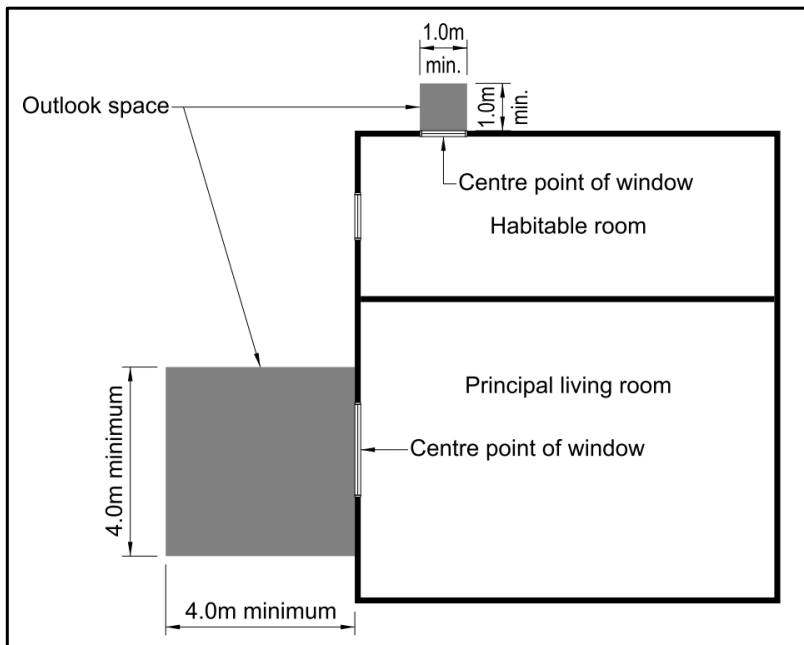 1.0m
min.
Outlook space
1.0m
min.
Centre point of window
Habitable room
Principal living room
Centre point of window
4.0m minimum
4.0m minimum